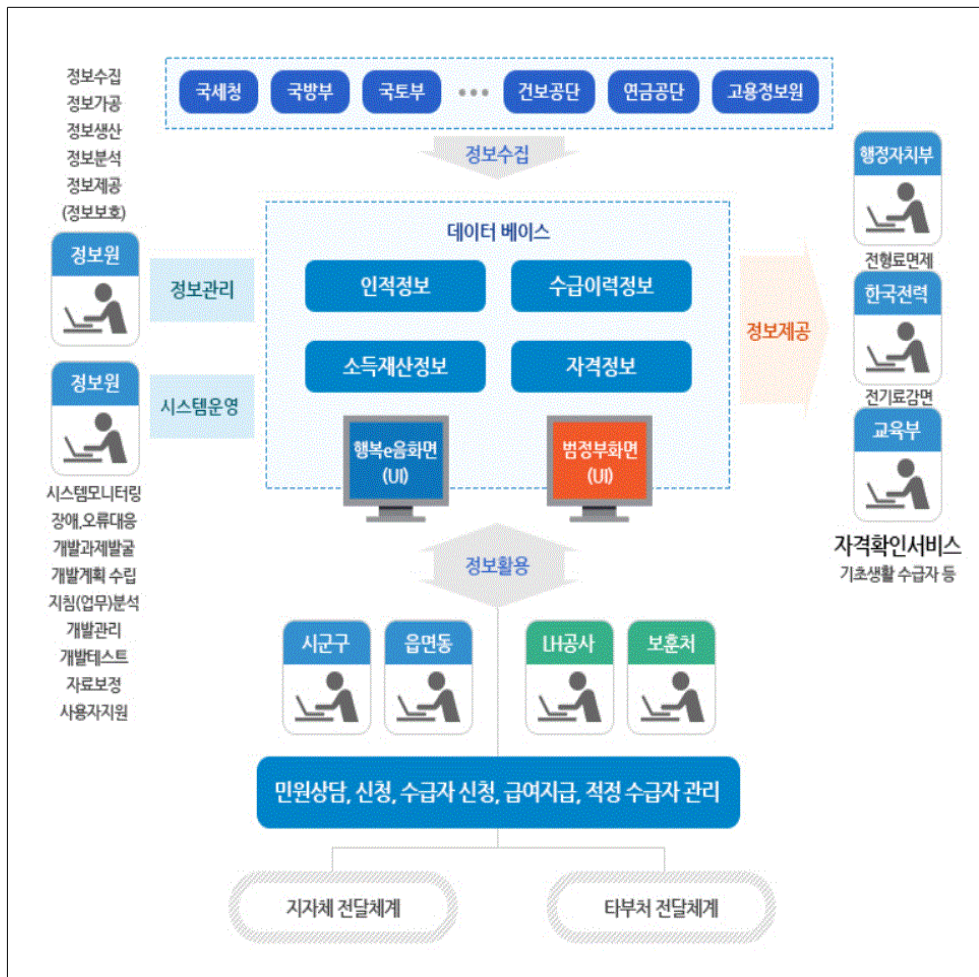 정보수집
정보가공
정보생산
정보분석
정보제공
(정보보호)
국세청 국방부 국토부 ••• 건보공단 연금공단 고용정보원
정보수집
정보원
정보관리
정보원
시스템운영
시스템모니터링
장애,오류대응
개발과제발굴
개발계획 수립
지침(업무)분석
개발관리
개발테스트
자료보정
사용자지원
데이터 베이스
인적정보 수급이력정보
소득재산정보 자격정보
행복e음화면
(UI)
범정부화면
(UI)
정보제공
행정자치부
전형료면제
한국전력
전기료감면
교육부
자격확인서비스
기초생활 수급자 등
정보활용
시군구 읍면동 LH공사 보훈처
민원상담, 신청, 수급자 신청, 급여지급, 적정 수급자 관리
지자체 전달체계 타부처 전달체계